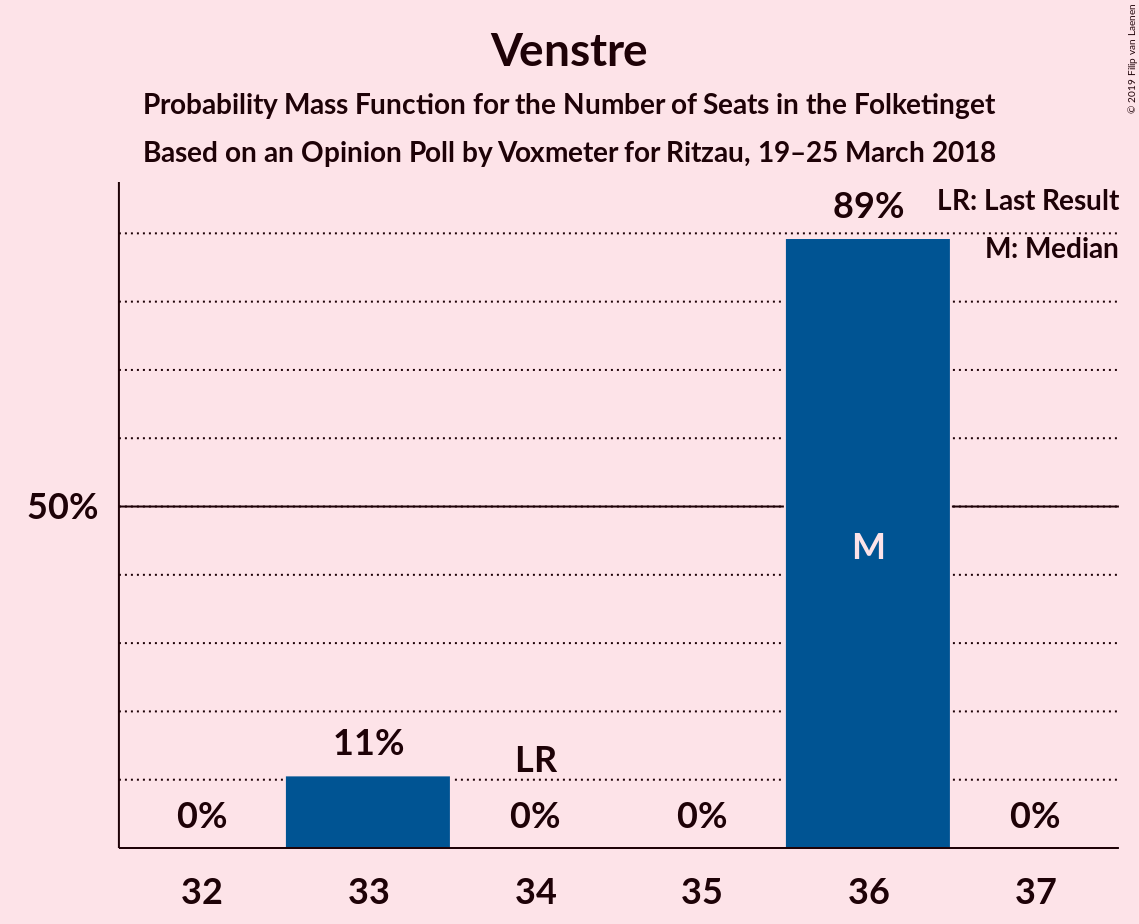 Venstre
Probability Mass Function for the Number of Seats in the Folketinget
Based on an Opinion Poll by Voxmeter for Ritzau, 19–25 March 2018
© 2019 Filip van Laenen
LR: Last Result
M: Median
89%
50%
M
11%
LR
0%
0%
0%
0%
32
33
34
35
36
37